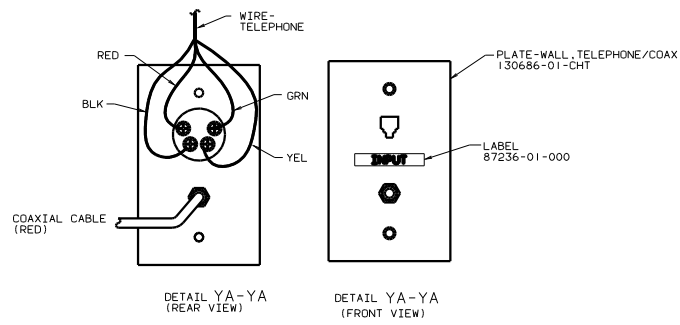 WIRE-
TELEPHONE
RED
BLK
GRN
YEL
COAXIAL CABLE
(RED)
DETAIL YA-YA
(REAR VIEW)
PLATE-WALL,TELEPHONE/COAX
130686-01-CHT
INPUT
LABEL
87236-01-000
DETAIL YA-YA
(FRONT VIEW)